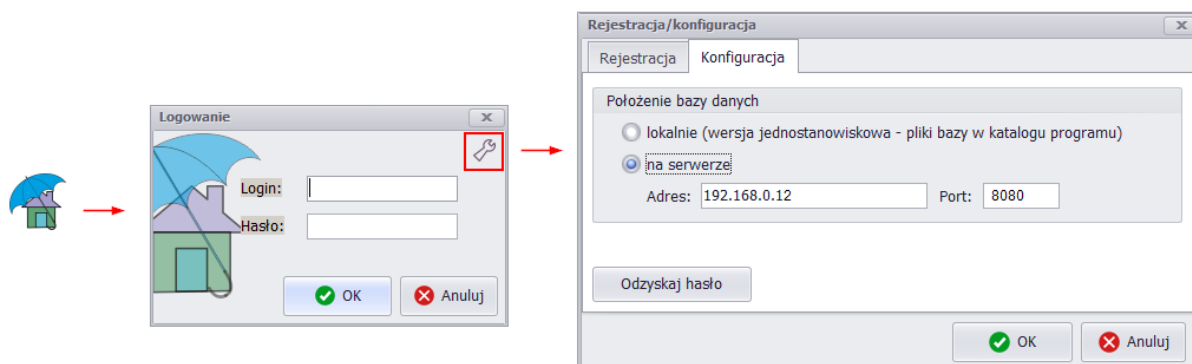 Logowanie
Login:
Hasło:
OK
Anuluj
Rejestracja/konfiguracja
Rejestracja
Konfiguracja
Położenie bazy danych
lokalnie (wersja jednostanowiskowa - pliki bazy w katalogu programu)
na serwerze
Adres: 192.168.0.12 Port: 8080
Odzyskaj hasło
OK
Anuluj